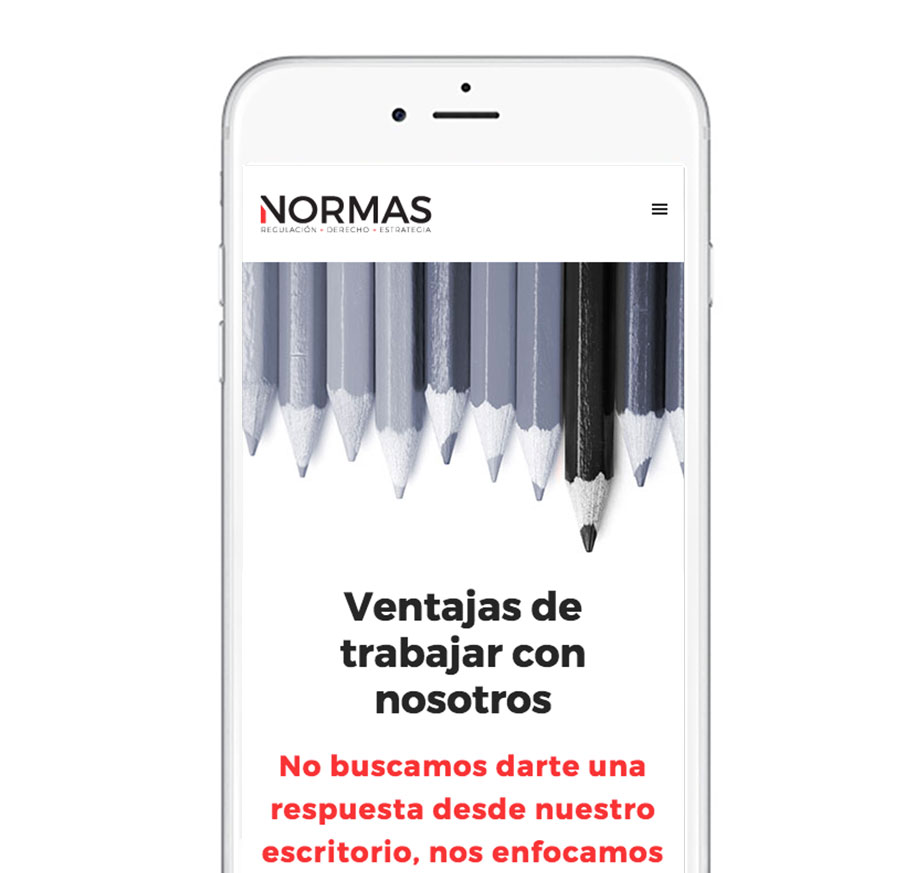 NORMAS
REGULACIÓN + DERECHO + ESTRATEGIA
Ventajas de
trabajar con
nosotros
No buscamos darte una
respuesta desde nuestro
escritorio, nos enfocamos